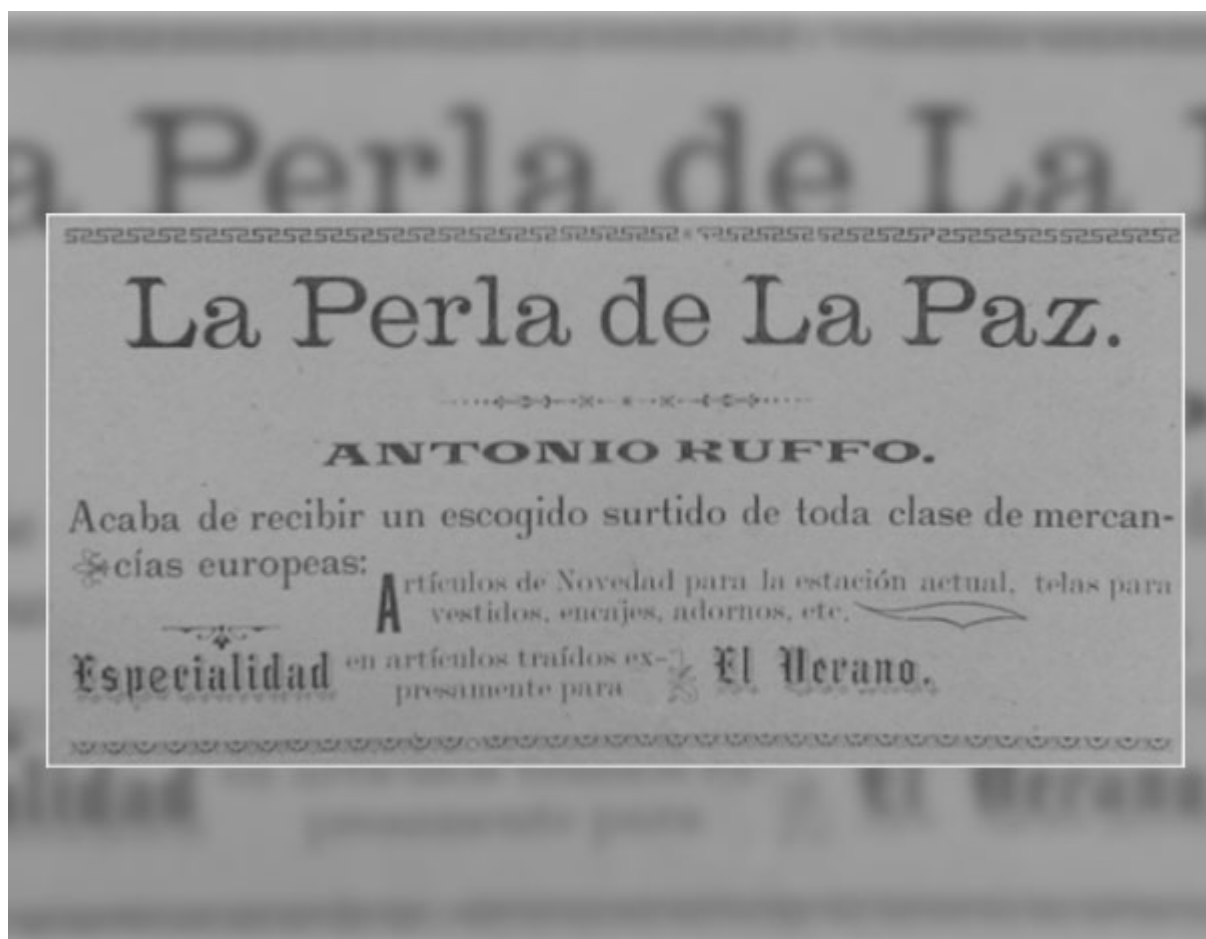 La Perla de La Paz.
ANTONIO RUFFO.
Acaba de recibir un escogido surtido de toda clase de mercan-
cías europeas:
Artículos de Novedad para la estación actual, telas para
vestidos, encajes, adornos, etc.
Especialidad en artículos traídos ex-
presamente para El Verano.